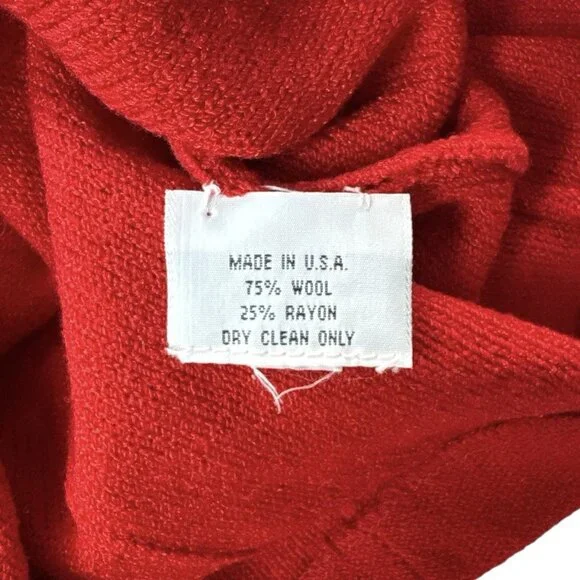 MADE IN U.S.A.
75% WOOL
25% RAYON
DRY CLEAN ONLY